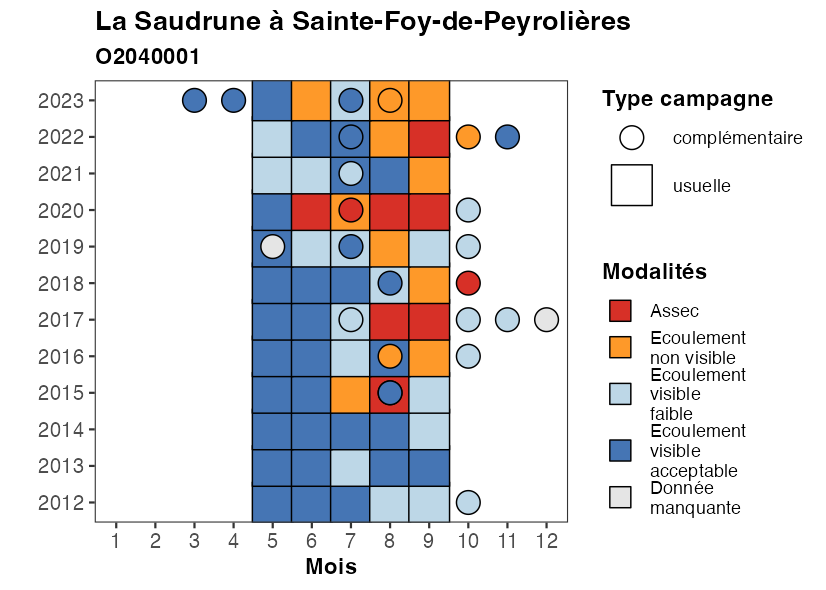 La Saudrune à Sainte-Foy-de-Peyrolières
O2040001
2023
2022
2021
2020
2019
2018
2017
2016
2015
2014
2013
2012
1 2 3 4 5 6 7 8 9 10 11 12
Mois
Type campagne
complémentaire
usuelle
Modalités
Assec
Ecoulement
non visible
Ecoulement
visible
faible
Ecoulement
visible
acceptable
Donnée
manquante